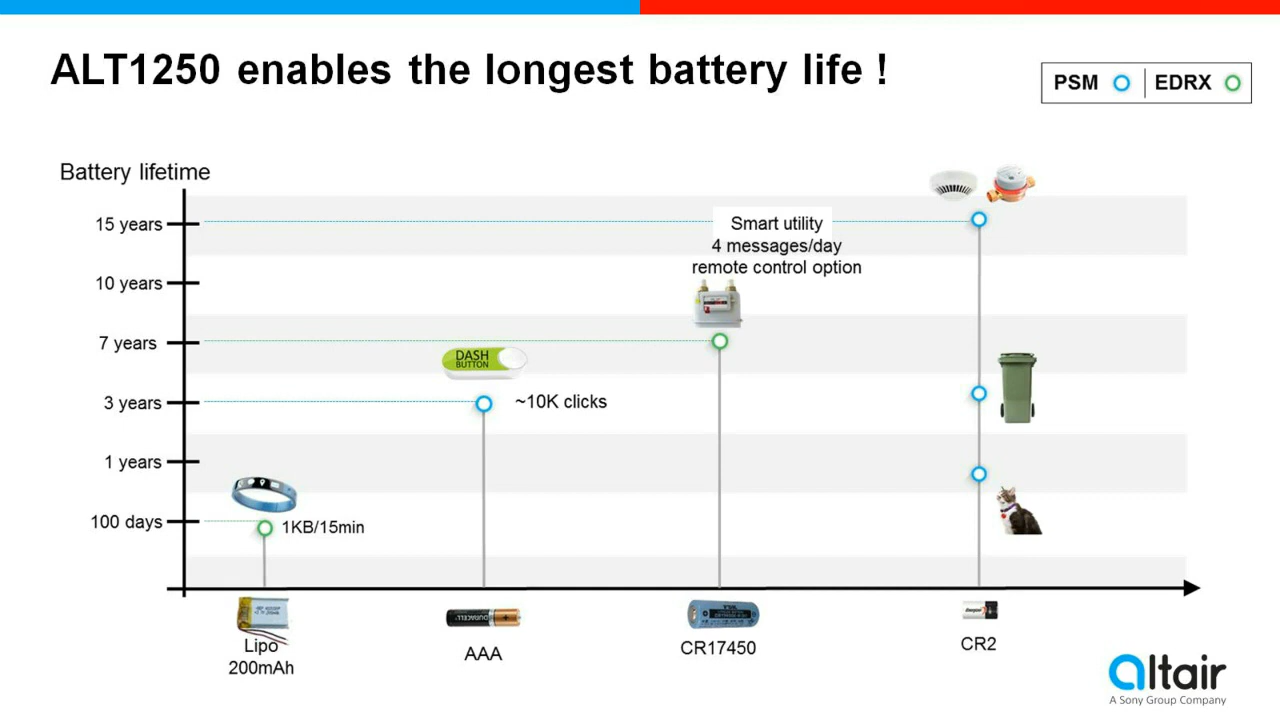 ALT1250 enables the longest battery life !
PSM | EDRX
Battery lifetime
15 years
Smart utility
4 messages/day
remote control option
10 years
7 years
DASH
BUTTON
3 years
~10K clicks
1 years
100 days
1KB/15min
Lipo
200mAh
DURACELL
AAA
CR17450
CR2
altair
A Sony Group Company